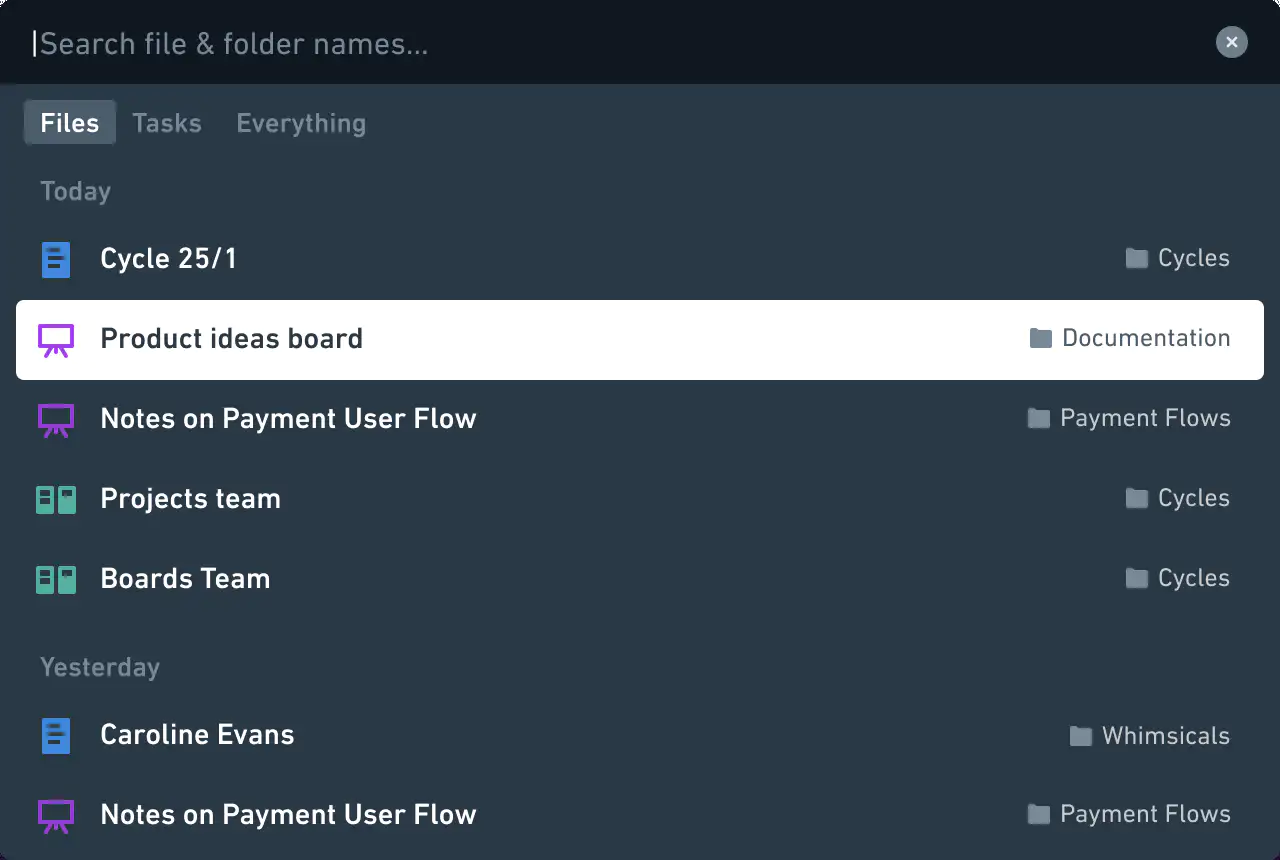 Search file & folder names...
Files Tasks Everything
Today
Cycle 25/1 Cycles
Product ideas board Documentation
Notes on Payment User Flow Payment Flows
Projects team Cycles
Boards Team Cycles
Yesterday
Caroline Evans Whimsicals
Notes on Payment User Flow Payment Flows